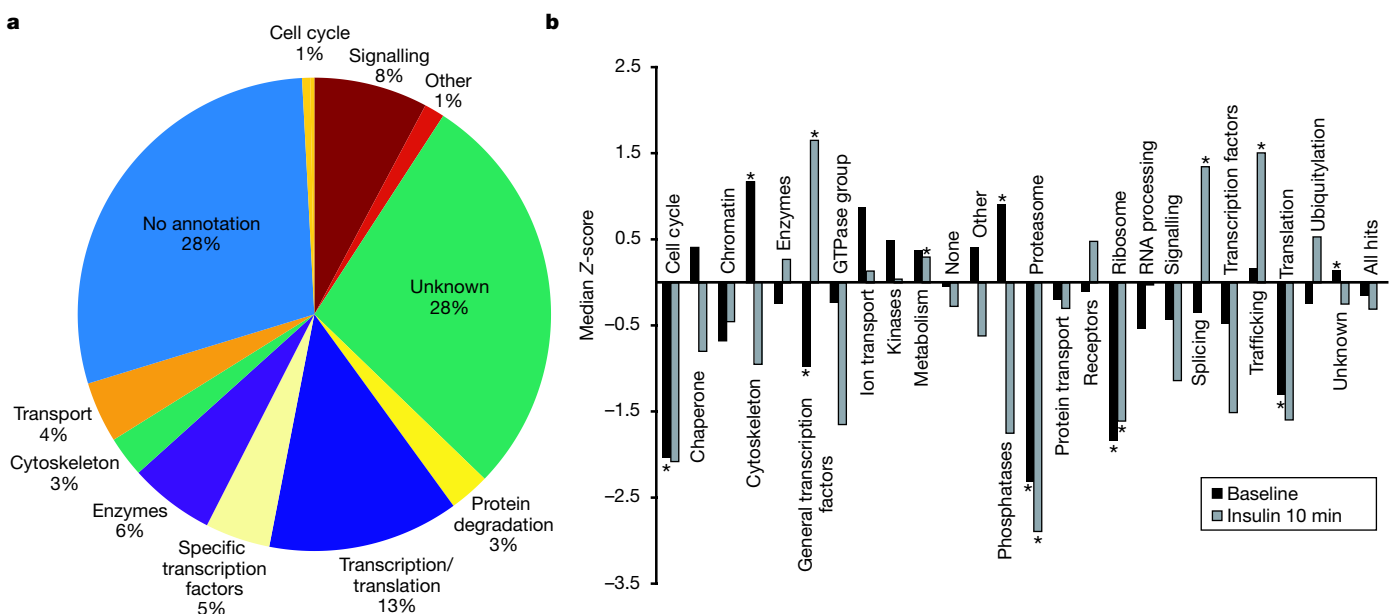 a
Cell cycle
1%
Signalling
8%
Other
1%
Unknown
28%
Protein
degradation
3%
Transcription/
translation
13%
Specific
transcription
factors
5%
Enzymes
6%
Cytoskeleton
3%
Transport
4%
No annotation
28%
b
Median Z-score
2.5
1.5
0.5
–0.5
–1.5
–2.5
–3.5
Cell cycle
Chaperone
Chromatin
Cytoskeleton
Enzymes
General transcription
factors
GTPase group
Ion transport
Kinases
Metabolism
None
Other
Phosphatases
Proteasome
Protein transport
Receptors
Ribosome
RNA processing
Signalling
Splicing
Transcription factors
Trafficking
Translation
Ubiquitylation
Unknown
All hits
* * * * * * * * * * * * * * *
Baseline
Insulin 10 min